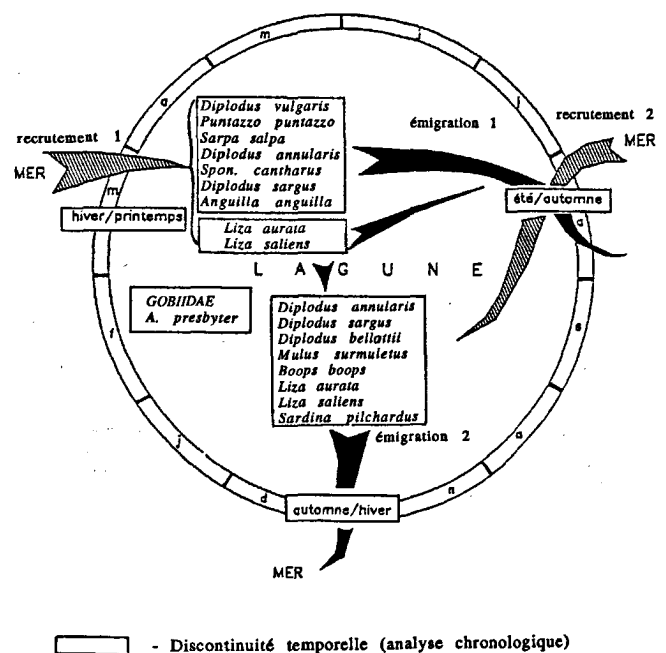 m
j
a
j
Diplodus vulgaris
Puntazzo puntazzo
Sarpa salpa
Diplodus annularis
Spon. cantharus
Diplodus sargus
Anguilla anguilla
émigration 1
recrutement 2
MER
recrutement 1
MER
m
hiver/printemps
été/automne
a
Liza aurata
Liza saliens
L A G U N E
GOBIIDAE
A. presbyter
f
s
Diplodus annularis
Diplodus sargus
Diplodus bellottii
Mulus surmuletus
Boops boops
Liza aurata
Liza saliens
Sardina pilchardus
émigration 2
j
o
d
n
automne/hiver
MER
- Discontinuité temporelle (analyse chronologique)